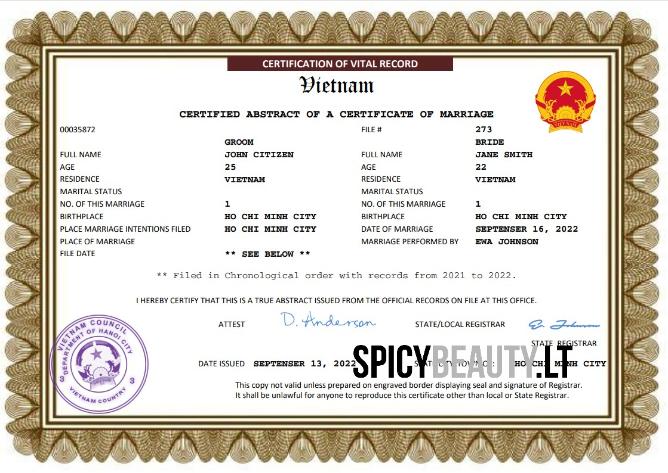 CERTIFICATION OF VITAL RECORD
Vietnam
CERTIFIED ABSTRACT OF A CERTIFICATE OF MARRIAGE
00035872 FILE # 273
GROOM BRIDE
FULL NAME JOHN CITIZEN FULL NAME JANE SMITH
AGE 25 AGE 22
RESIDENCE VIETNAM RESIDENCE VIETNAM
MARITAL STATUS MARITAL STATUS
NO. OF THIS MARRIAGE 1 NO. OF THIS MARRIAGE 1
BIRTHPLACE HO CHI MINH CITY BIRTHPLACE HO CHI MINH CITY
PLACE MARRIAGE INTENTIONS FILED HO CHI MINH CITY DATE OF MARRIAGE SEPTENSER 16, 2022
PLACE OF MARRIAGE MARRIAGE PERFORMED BY EWA JOHNSON
FILE DATE ** SEE BELOW **
** Filed in Chronological order with records from 2021 to 2022.
I HEREBY CERTIFY THAT THIS IS A TRUE ABSTRACT ISSUED FROM THE OFFICIAL RECORDS ON FILE AT THIS OFFICE.
ATTEST D. Anderson STATE/LOCAL REGISTRAR E. Johnson
STATE REGISTRAR
DATE ISSUED SEPTENSER 13, 2022 HO CHI MINH CITY
SPICYBEAUTY.LT
This copy not valid unless prepared on engraved border displaying seal and signature of Registrar.
It shall be unlawful for anyone to reproduce this certificate other than local or State Registrar.
VIETNAM COUNCIL
DEPARTMENT OF HANOI CITY
3 3
VIETNAM COUNTRY
VIỆT NAM